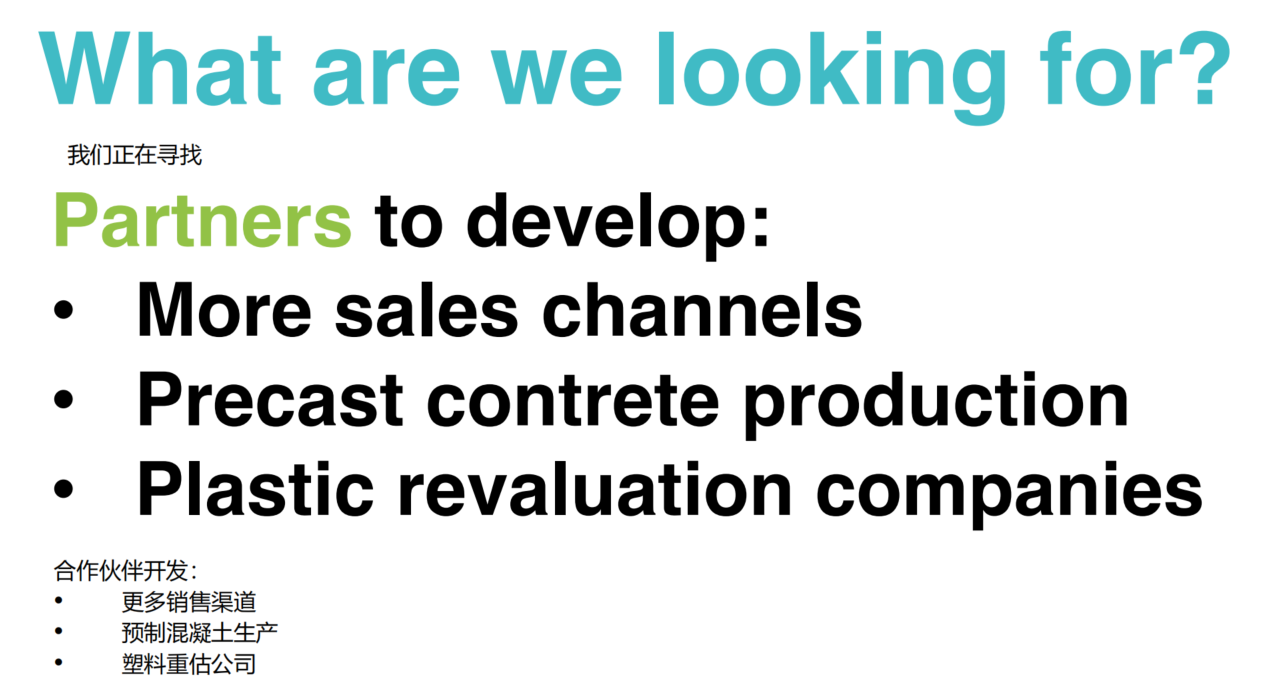 What are we looking for?
我们正在寻找
Partners to develop:
• More sales channels
• Precast contrete production
• Plastic revaluation companies
合作伙伴开发：
• 更多销售渠道
• 预制混凝土生产
• 塑料重估公司